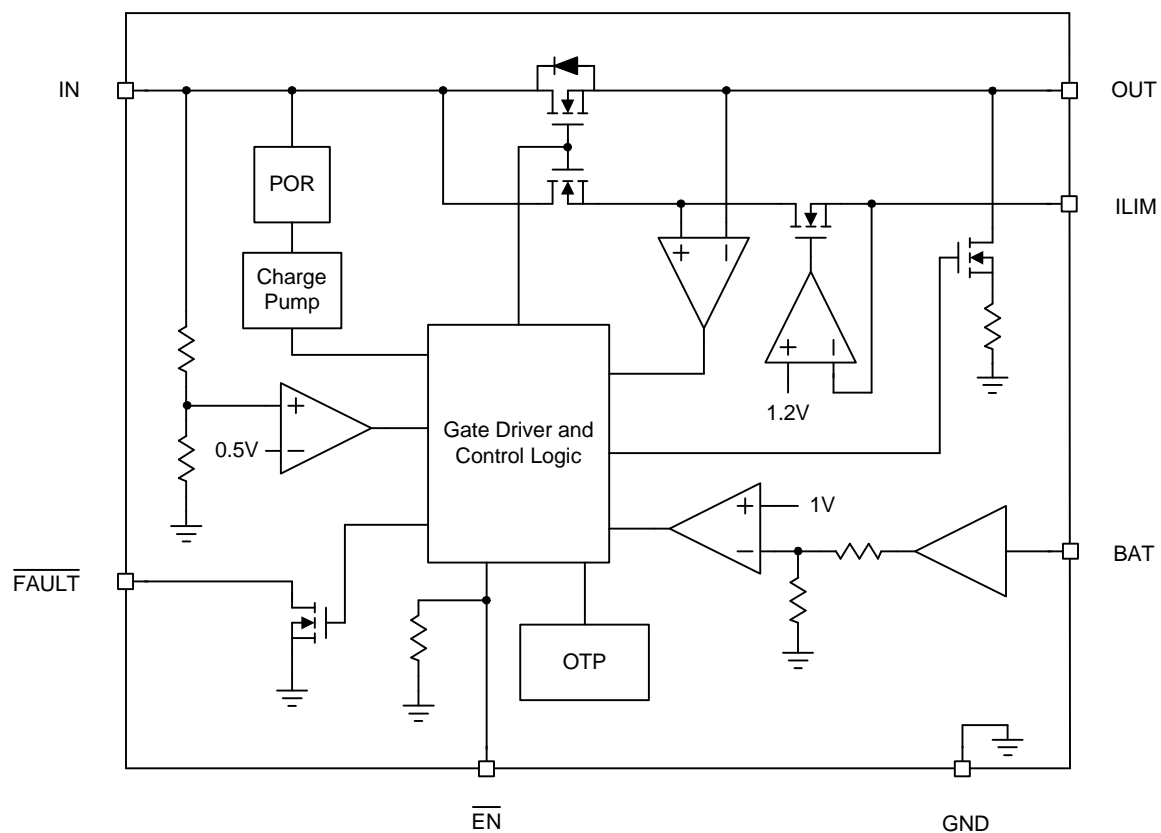 IN
OUT
POR
ILIM
Charge
Pump
+
−
+
−
1.2V
+
−
0.5V
Gate Driver and
Control Logic
+
−
1V
BAT
FAULT
OTP
EN
GND